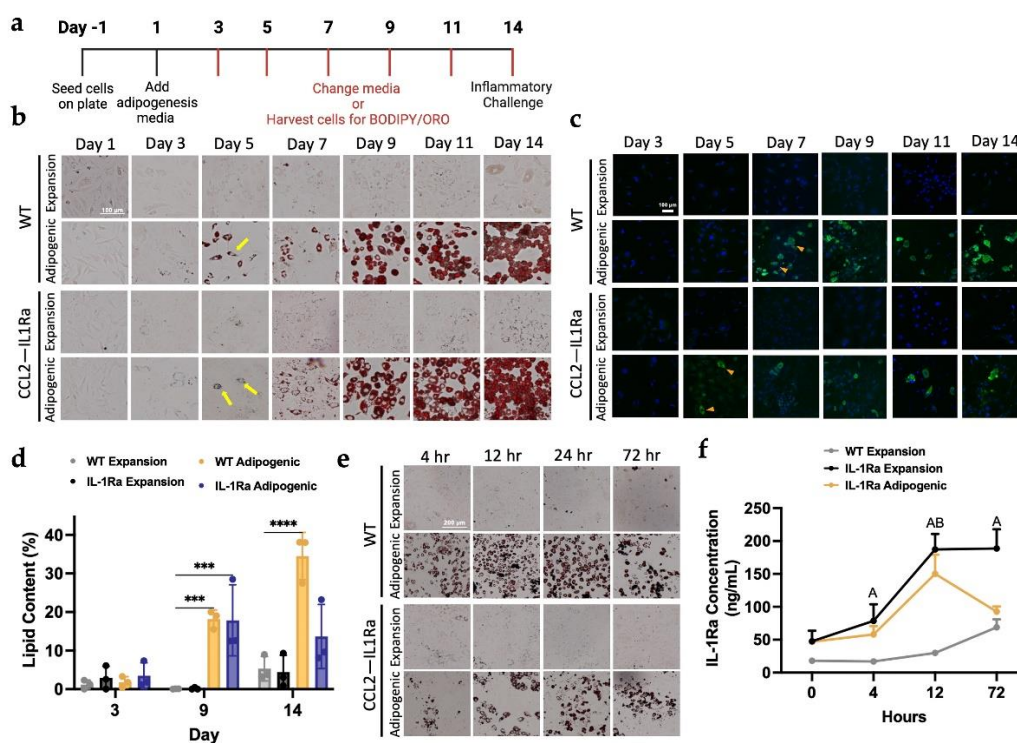 a
Day -1 1 3 5 7 9 11 14
Seed cells
on plate
Add
adipogenesis
media
Change media
or
Harvest cells for BODIPY/ORO
Inflammatory
Challenge
b
Day 1 Day 3 Day 5 Day 7 Day 9 Day 11 Day 14
WT
Expansion
100 µm
Adipogenic
CCL2—IL1Ra
Expansion
Adipogenic
c
Day 3 Day 5 Day 7 Day 9 Day 11 Day 14
WT
Expansion
100 µm
Adipogenic
CCL2—IL1Ra
Expansion
Adipogenic
d
WT Expansion
WT Adipogenic
IL-1Ra Expansion
IL-1Ra Adipogenic
Lipid Content (%)
40
30
20
10
0
***
***
****
3 9 14
Day
e
4 hr 12 hr 24 hr 72 hr
WT
Expansion
200 µm
Adipogenic
CCL2—IL1Ra
Expansion
Adipogenic
f
WT Expansion
IL-1Ra Expansion
IL-1Ra Adipogenic
IL-1Ra Concentration
(ng/mL)
250
200
150
100
50
0
A
AB
A
0 4 12 72
Hours